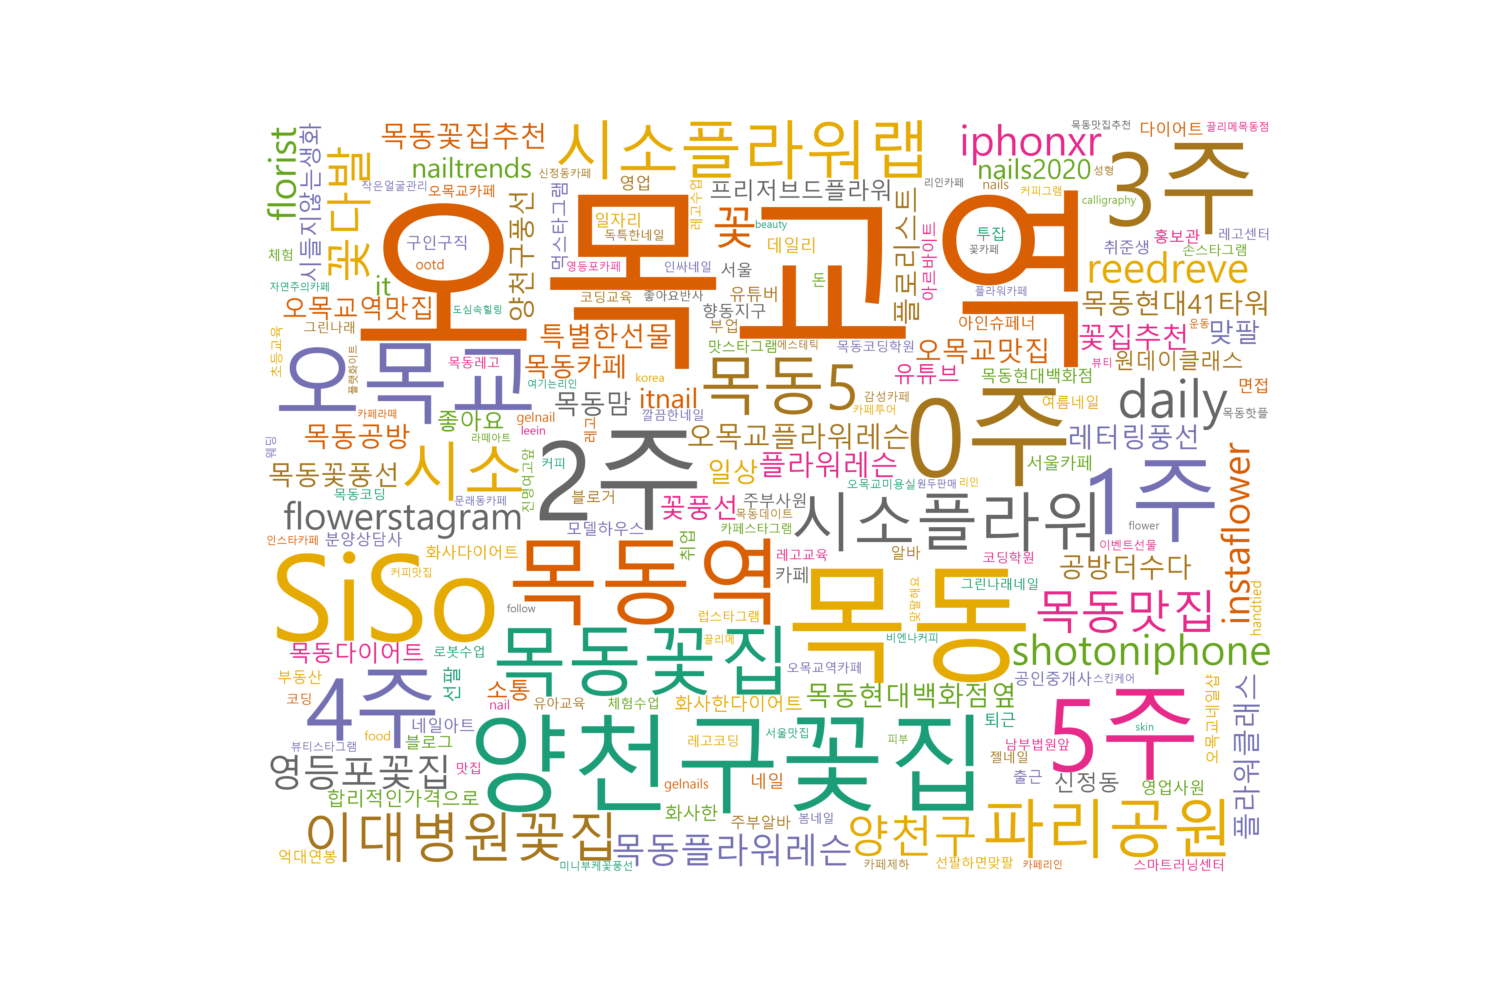 목동꽃집추천
시소플라워랩
iphonxr
목동맛집추천
다이어트
끌리메목동점
florist
시들지않는생화
꽃다발
nailtrends
신정동카페
영업
프리저브드플라워
리인카페
nails2020
nails
성형
3주
작은얼굴관리
오목교카페
양천구풍선
먹스타그램
레고수업
커피그램
calligraphy
오목교역
일자리
독특한네일
꽃
beauty
데일리
플로리스트
아르바이트
투잡
꽃카페
취준생
홍보관
레고센터
손스타그램
구인구직
체험
ootd
it
자연주의카페
영등포카페
인싸네일
서울
돈
reedreve
코딩교육
좋아요반사
유튜버
플라워카페
오목교역맛집
도심속힐링
향동지구
목동현대41타워
그린나래
특별한선물
부업
아인슈페너
꽃집추천
운동
맞팔
초등교육
플랫화이트
오목교
목동레고
목동카페
맛스타그램
에스테틱
목동코딩학원
오목교맛집
뷰티
원데이클래스
여기는리인
korea
목동5
유튜브
목동현대백화점
daily
면접
목동맘
itnail
감성카페
카페투어
0주
여름네일
목동핫플
카페라떼
좋아요
gelnail
leein
레고
깔끔한네일
목동공방
라떼아트
2주
오목교플라워레슨
레터링풍선
웨딩
목동꽃풍선
시소
진명여고앞
커피
일상
플라워레슨
서울카페
1주
instaflower
목동코딩
문래동카페
블로거
꽃풍선
주부사원
목동데이트
오목교미용실
원두판매
리인
flowerstagram
모델하우스
카페스타그램
시소플라워
flower
인스타카페
분양상담사
화사다이어트
목동역
취업
레고교육
알바
코딩학원
이벤트선물
SiSo
커피맛집
카페
공방더수다
follow
럽스타그램
목동
맞팔해요
그린나래네일
목동맛집
handtied
목동다이어트
로봇수업
목동꽃집
끌리메
비엔나커피
shotoniphone
부동산
선팔
오목교역카페
코딩
4주
소통
nail
유아교육
체험수업
화사한다이어트
목동현대백화점옆
공인중개사
스킨케어
오목교네일샵
플라워클래스
네일아트
food
뷰티스타그램
블로그
양천구꽃집
레고코딩
서울맛집
피부
퇴근
남부법원앞
5주
skin
영등포꽃집
맛집
gelnails
네일
젤네일
출근
신정동
영업사원
합리적인가격으로
화사한
이대병원꽃집
주부알바
봄네일
양천구
파리공원
억대연봉
목동플라워레슨
미니부케꽃풍선
카페제하
선팔하면맞팔
카페리인
스마트러닝센터